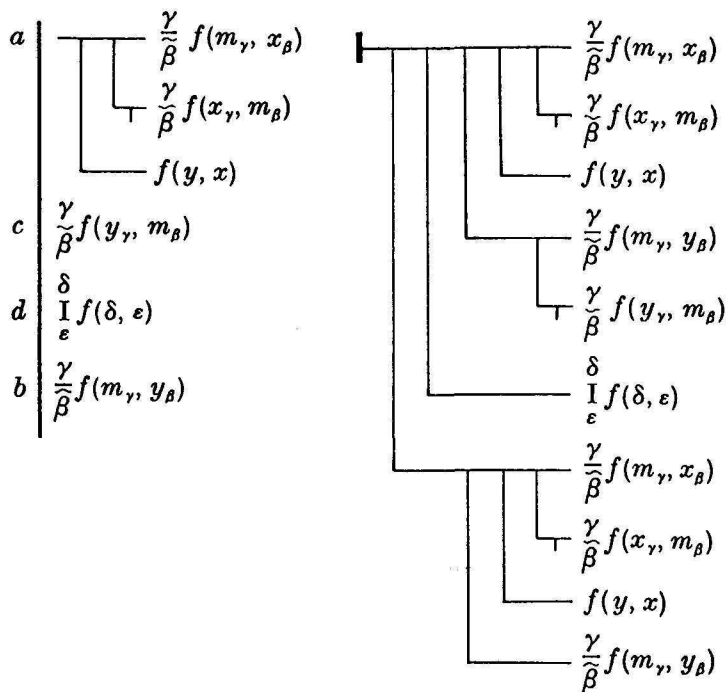 a γ β̃ f(m_γ, x_β)
γ β̃ f(x_γ, m_β)
f(y, x)
c γ β̃ f(y_γ, m_β)
d δ I ε f(δ, ε)
b γ β̃ f(m_γ, y_β)
γ β̃ f(m_γ, x_β)
γ β̃ f(x_γ, m_β)
f(y, x)
γ β̃ f(m_γ, y_β)
γ β̃ f(y_γ, m_β)
δ I ε f(δ, ε)
γ β̃ f(m_γ, x_β)
γ β̃ f(x_γ, m_β)
f(y, x)
γ β̃ f(m_γ, y_β)